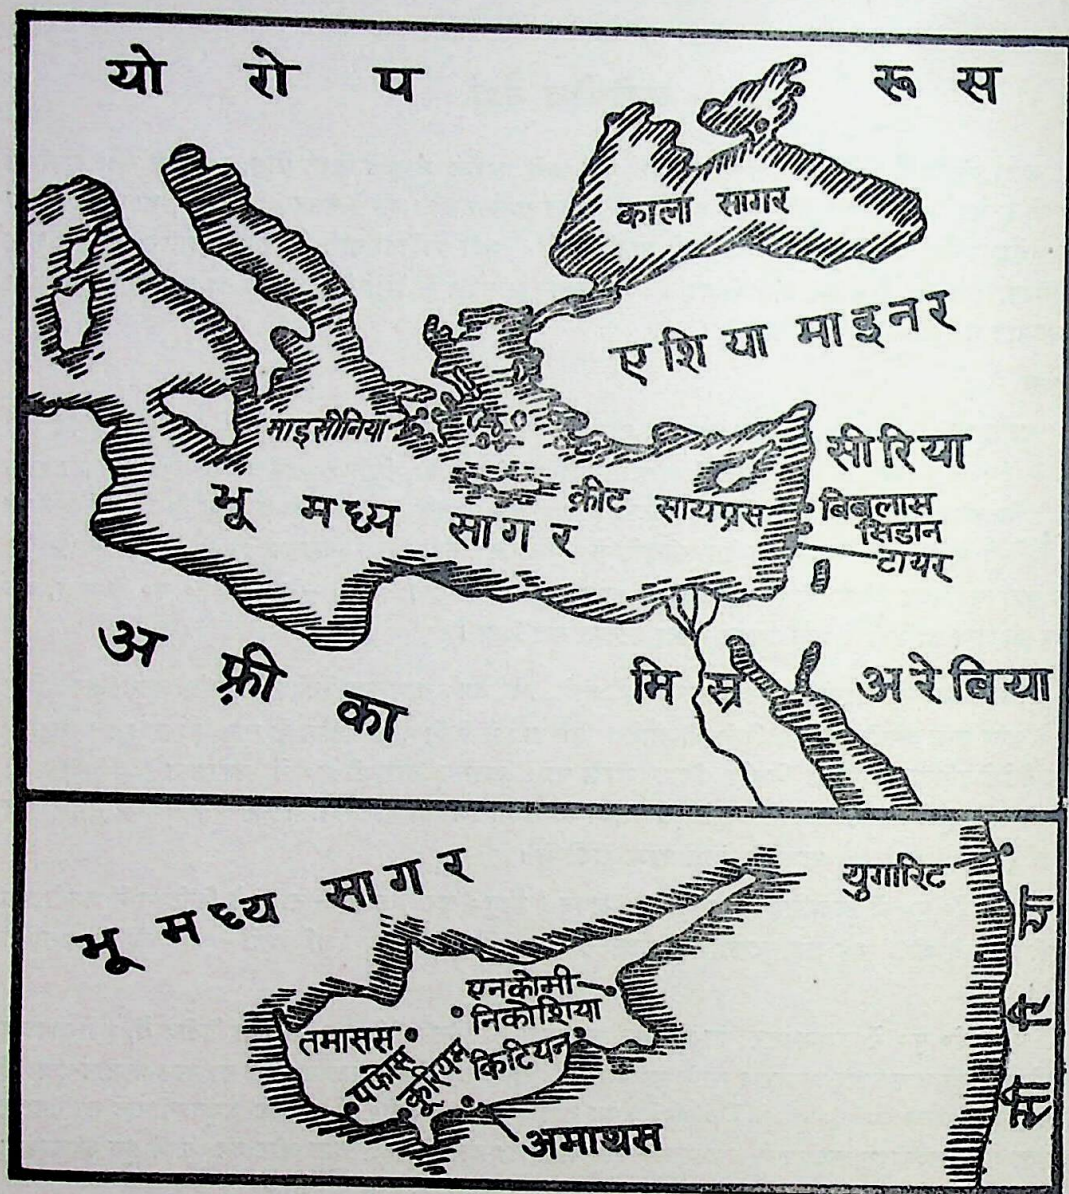 योरोप
रूस
काला सागर
एशिया माइनर
माइसीनिया
सीरिया
भू मध्य सागर
क्रीट
सायप्रस
बिबलास
सिडान
टायर
अफ़्रीका
मिस्र
अरेबिया
भू मध्य सागर
युगारिट
सीरिया
एनकोमी
निकोशिया
तमासस
पफोस
कूरियम
किटियन
अमाथस